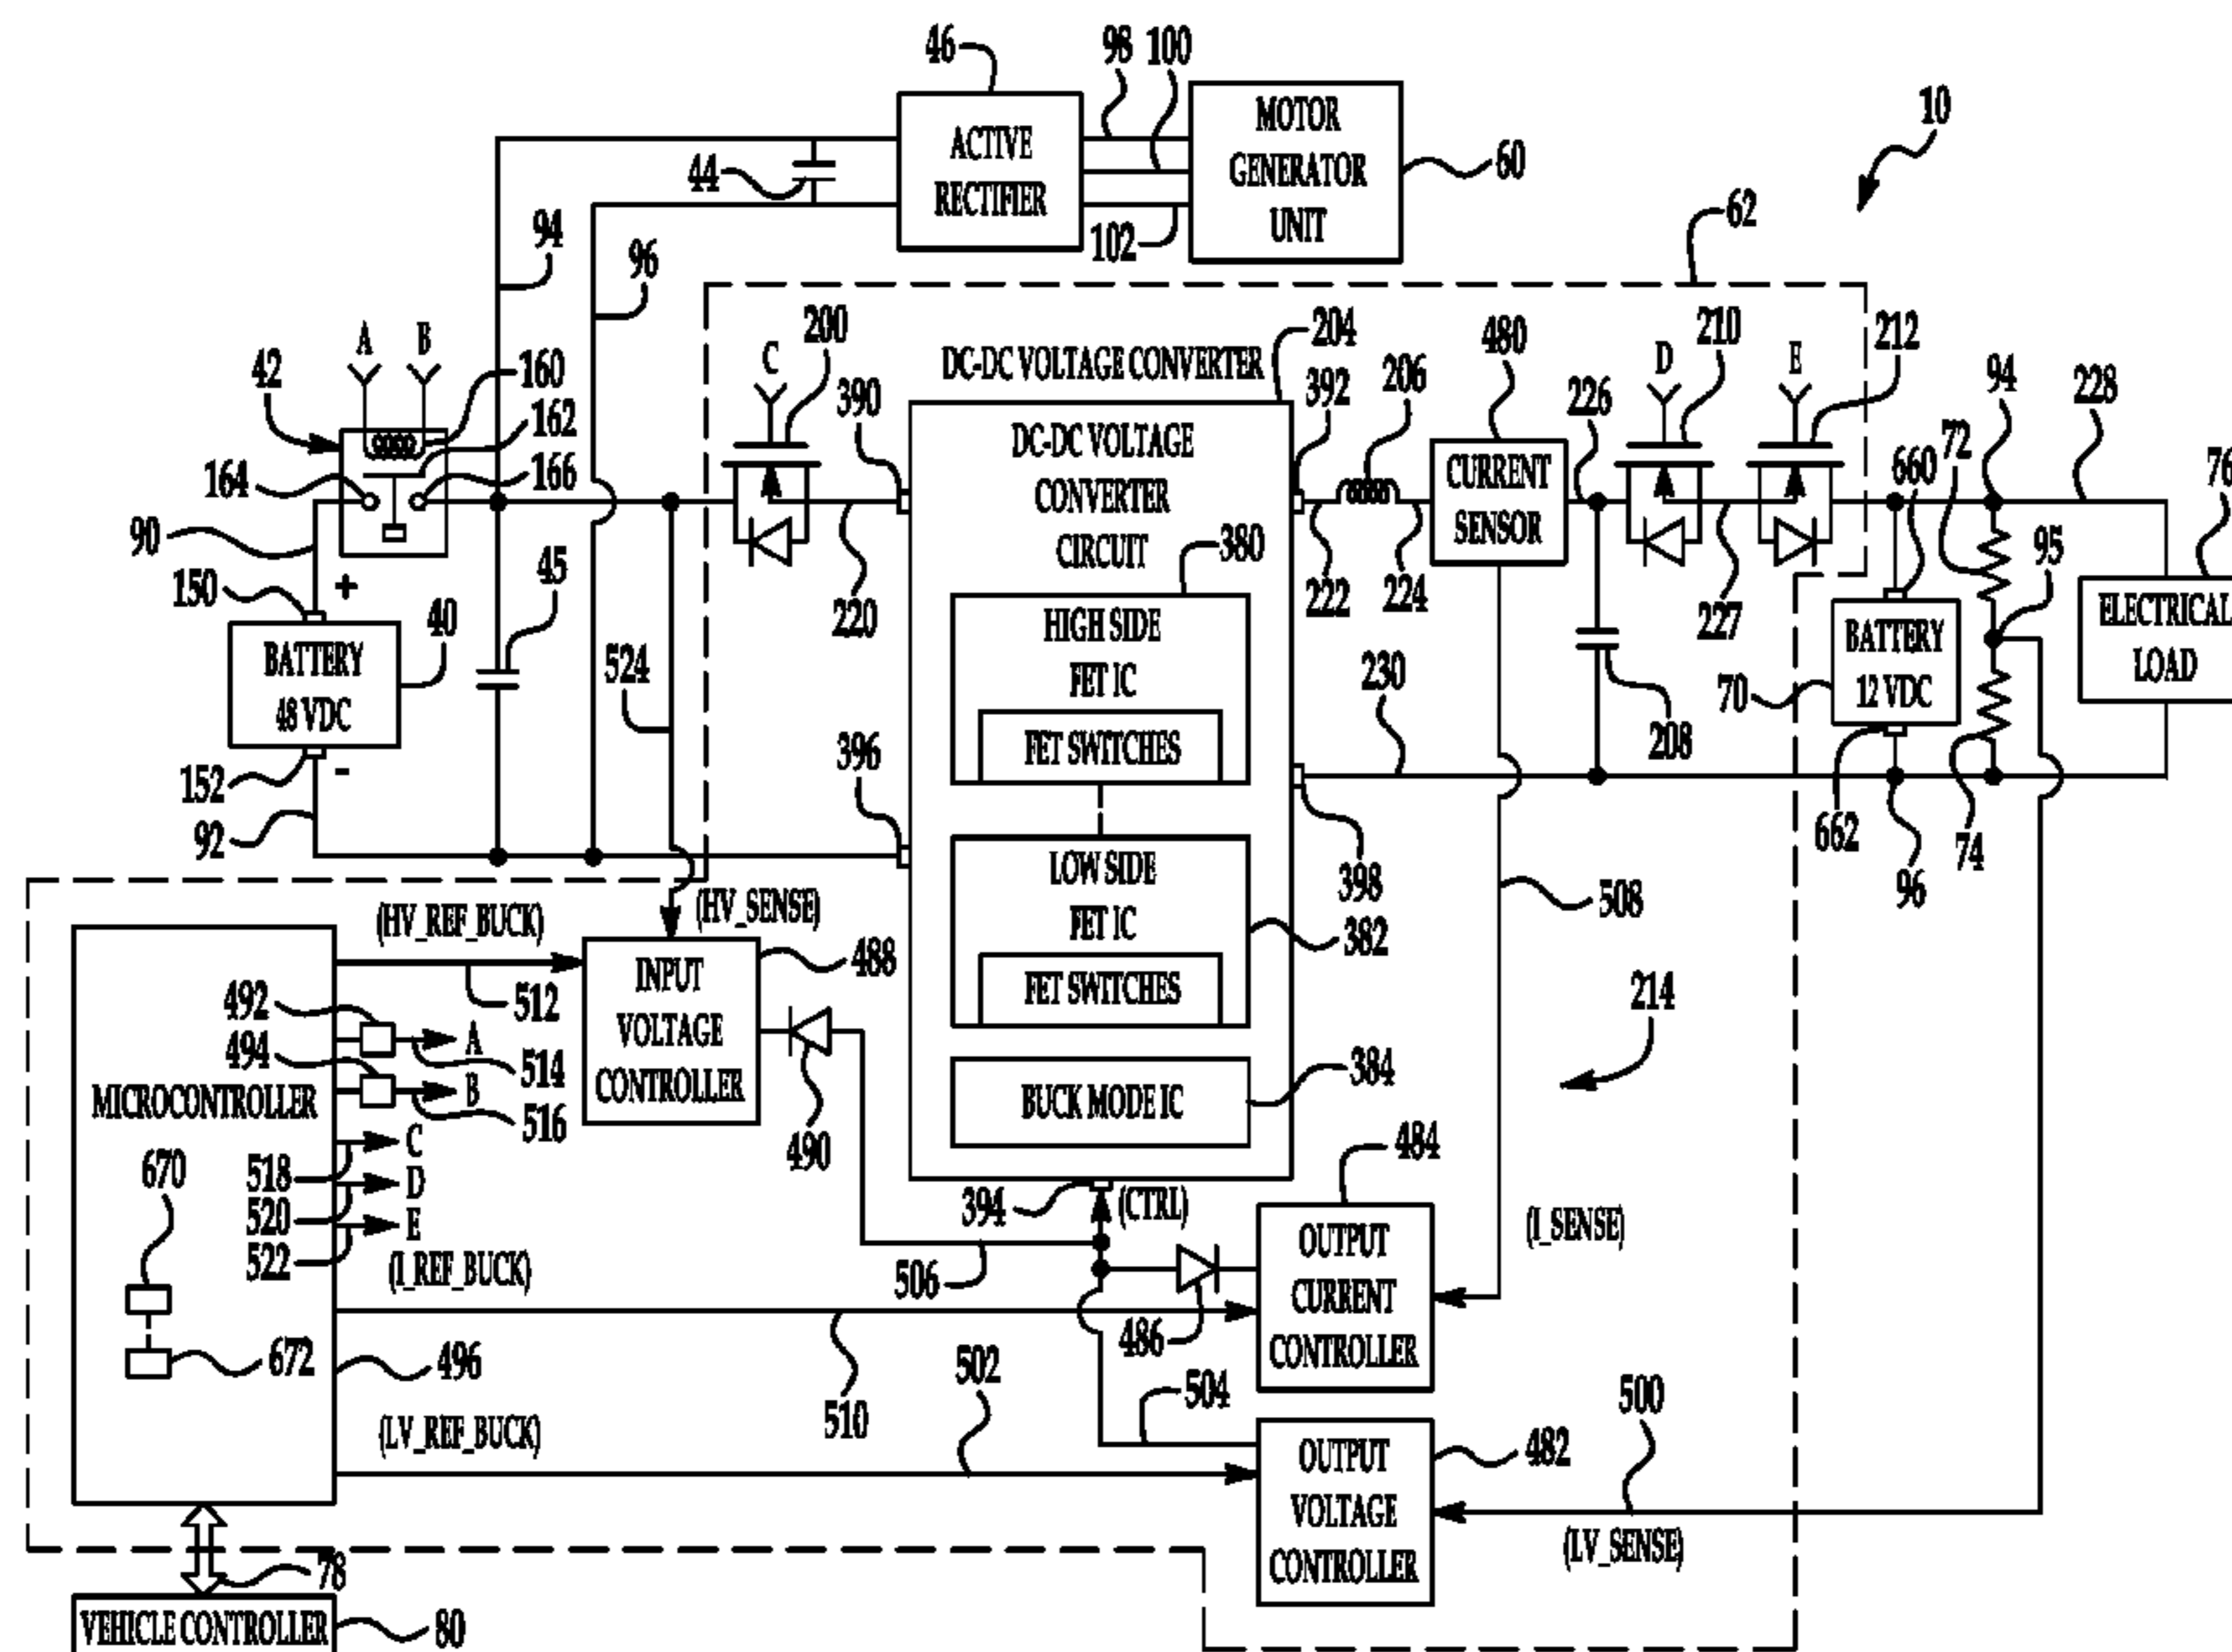 46
98
100
10
MOTOR
GENERATOR
UNIT
ACTIVE
RECTIFIER
44
60
102
62
94
96
A
B
42
160
162
164
166
C
200
390
DC-DC VOLTAGE CONVERTER
204
392
206
480
D
210
E
212
94
228
226
660
72
76
90
150
+
BATTERY
48 VDC
40
-
152
92
45
524
220
396
DC-DC VOLTAGE
CONVERTER
CIRCUIT
380
HIGH SIDE
FET IC
FET SWITCHES
LOW SIDE
FET IC
FET SWITCHES
382
BUCK MODE IC
384
222
224
CURRENT
SENSOR
227
95
230
208
70
BATTERY
12 VDC
ELECTRICAL
LOAD
662
74
96
398
508
214
(HV_REF_BUCK)
(HV_SENSE)
488
512
INPUT
VOLTAGE
CONTROLLER
490
492
A
494
514
B
516
MICROCONTROLLER
C
518
D
520
E
522
670
672
(I_REF_BUCK)
394
(CTRL)
506
484
(I_SENSE)
OUTPUT
CURRENT
CONTROLLER
486
496
510
502
504
500
(LV_REF_BUCK)
OUTPUT
VOLTAGE
CONTROLLER
482
(LV_SENSE)
78
VEHICLE CONTROLLER
80